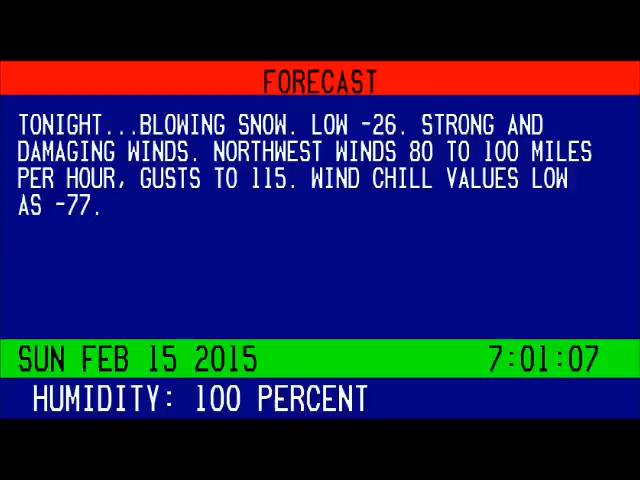 FORECAST
TONIGHT...BLOWING SNOW. LOW -26. STRONG AND
DAMAGING WINDS. NORTHWEST WINDS 80 TO 100 MILES
PER HOUR, GUSTS TO 115. WIND CHILL VALUES LOW
AS -77.
SUN FEB 15 2015 7:01:07
HUMIDITY: 100 PERCENT